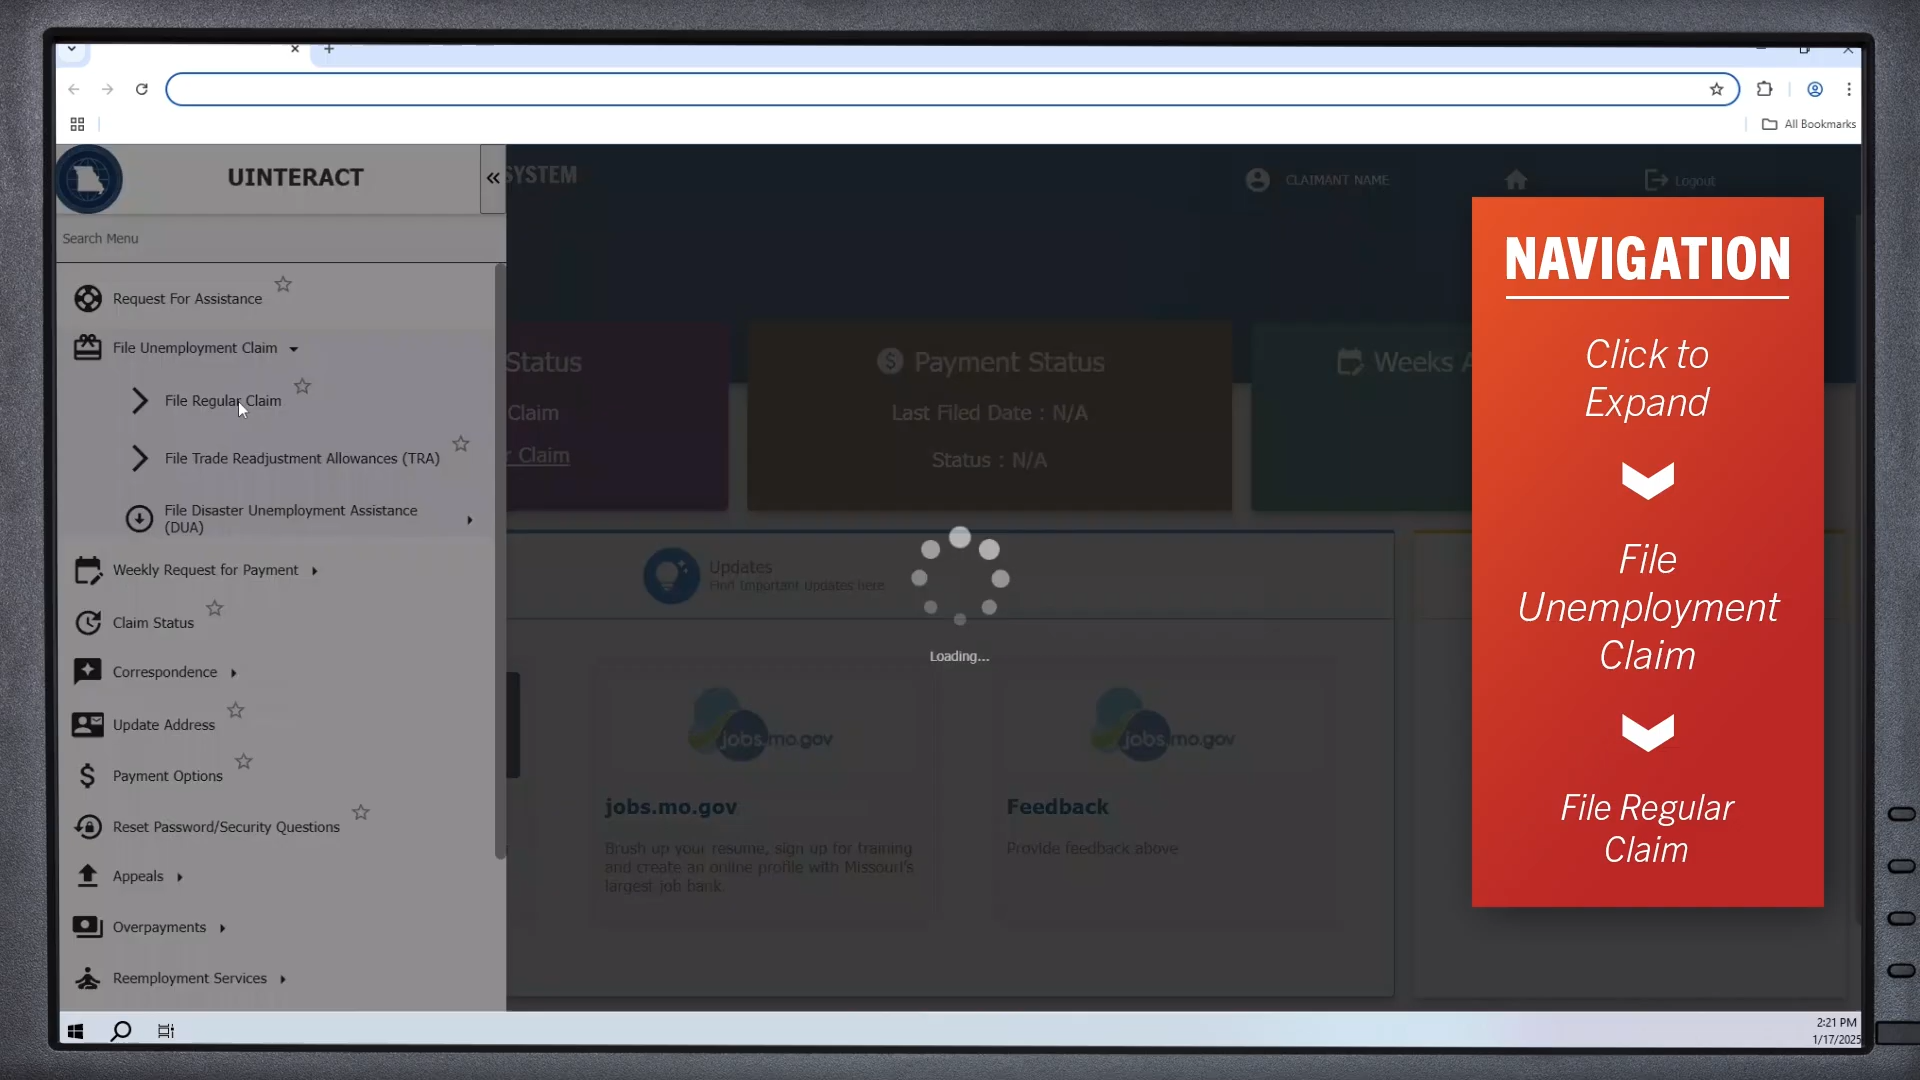 All Bookmarks
UINTERACT
«
SYSTEM
CLAIMANT NAME
Logout
Search Menu
Request For Assistance
File Unemployment Claim
File Regular Claim
File Trade Readjustment Allowances (TRA)
File Disaster Unemployment Assistance
(DUA)
Weekly Request for Payment
Claim Status
Correspondence
Update Address
Payment Options
Reset Password/Security Questions
Appeals
Overpayments
Reemployment Services
Status
Claim
r Claim
Payment Status
Last Filed Date : N/A
Status : N/A
Weeks A
Updates
Find Important Updates here
Loading...
jobs.mo.gov
jobs.mo.gov
Brush up your resume, sign up for training
and create an online profile with Missouri's
largest job bank.
jobs.mo.gov
Feedback
Provide feedback above
NAVIGATION
Click to
Expand
File
Unemployment
Claim
File Regular
Claim
2:21 PM
1/17/2025